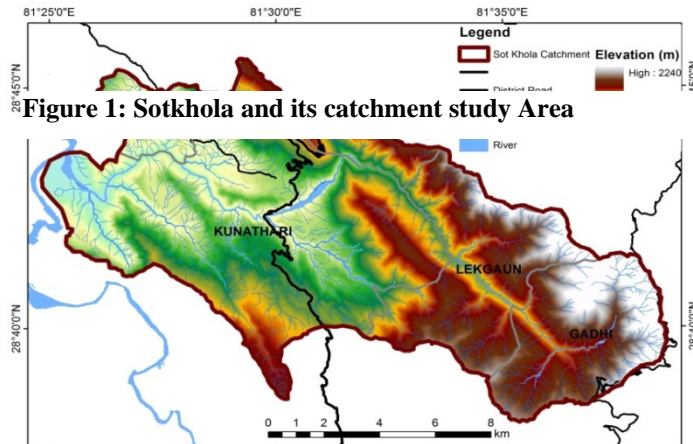 81°25'0"E 81°30'0"E 81°35'0"E
Legend
Sot Khola Catchment
Elevation (m)
High : 2240
28°45'0"N
District Road
Figure 1: Sotkhola and its catchment study Area
River
KUNATHARI
LEKGAUN
GADHI
28°40'0"N
28°40'0"N
0 1 2 4 6 8
km